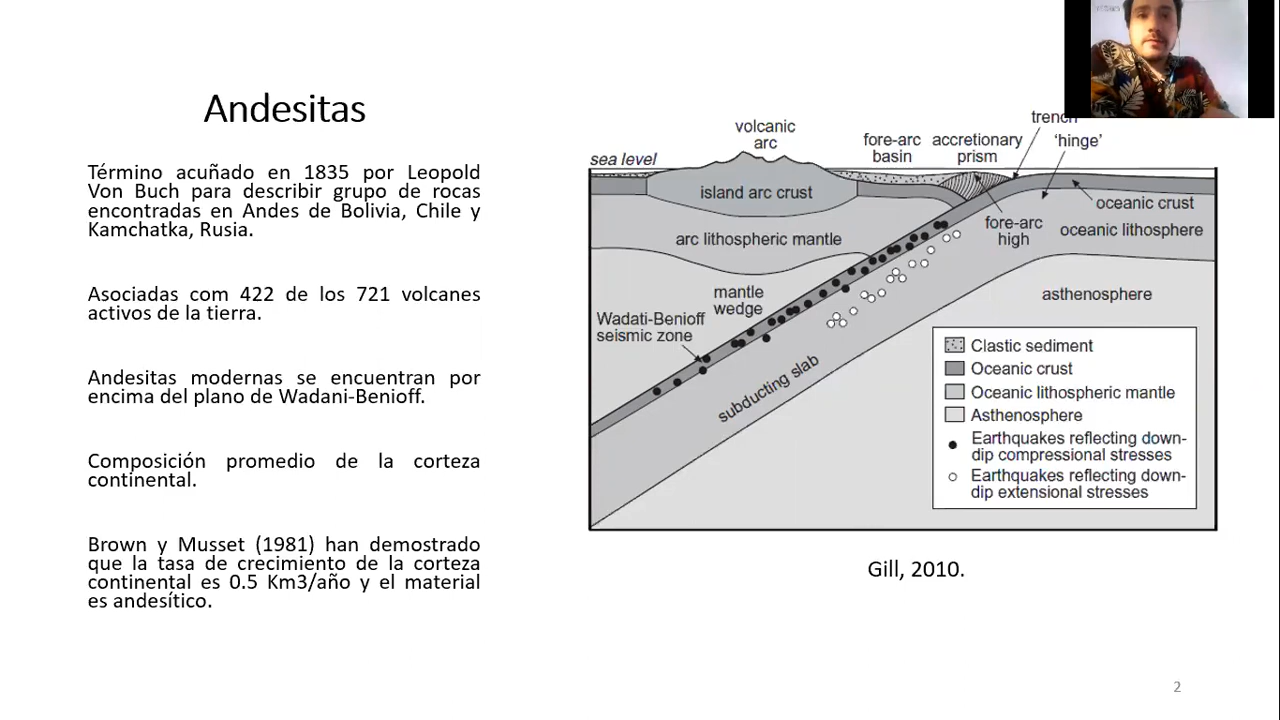 Andesitas
Término acuñado en 1835 por Leopold
Von Buch para describir grupo de rocas
encontradas en Andes de Bolivia, Chile y
Kamchatka, Rusia.
Asociadas com 422 de los 721 volcanes
activos de la tierra.
Andesitas modernas se encuentran por
encima del plano de Wadani-Benioff.
Composición promedio de la corteza
continental.
Brown y Musset (1981) han demostrado
que la tasa de crecimiento de la corteza
continental es 0.5 Km3/año y el material
es andesítico.
volcanic
arc
fore-arc
basin
accretionary
prism
trench
'hinge'
sea level
island arc crust
oceanic crust
fore-arc
high
oceanic lithosphere
arc lithospheric mantle
mantle
wedge
asthenosphere
Wadati-Benioff
seismic zone
subducting slab
Clastic sediment
Oceanic crust
Oceanic lithospheric mantle
Asthenosphere
Earthquakes reflecting down-
dip compressional stresses
Earthquakes reflecting down-
dip extensional stresses
Gill, 2010.
2